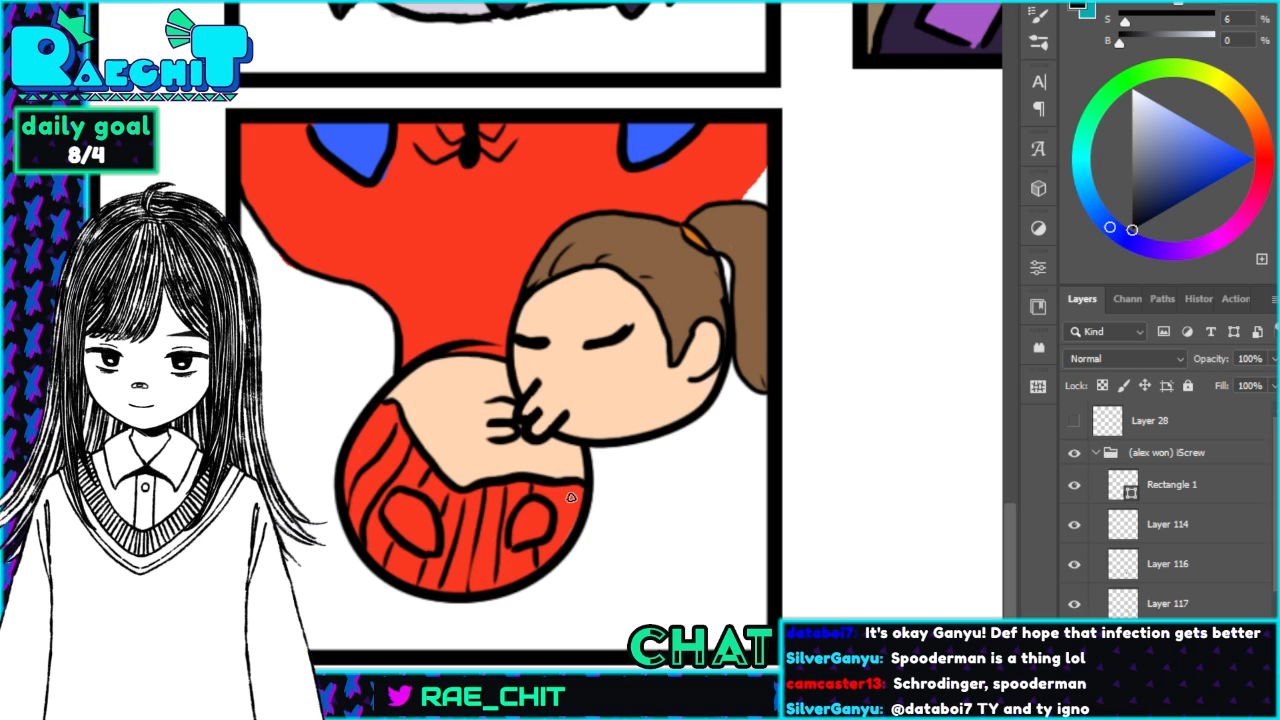 RAECHIT
daily goal
8/4
S 6 %
B 0 %
A
A
Layers Chann Paths Histor Action
Kind
Normal Opacity: 100%
Lock: Fill: 100%
Layer 28
(alex won) iScrew
Rectangle 1
Layer 114
Layer 116
Layer 117
CHAT
RAE_CHIT
databoi7: It's okay Ganyu! Def hope that infection gets better
SilverGanyu: Spooderman is a thing lol
camcaster13: Schrodinger, spooderman
SilverGanyu: @databoi7 TY and ty igno